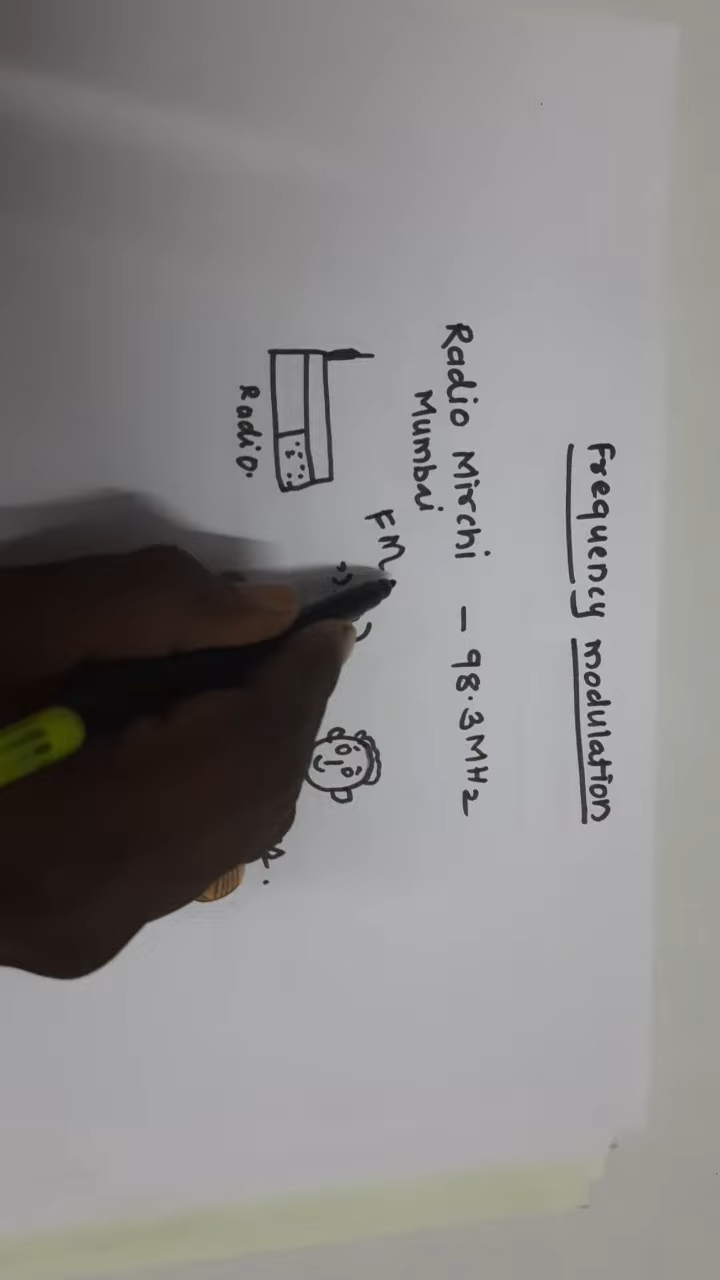 Frequency modulation
Radio Mirchi - 98.3MHz
Mumbai
FM
Radio.